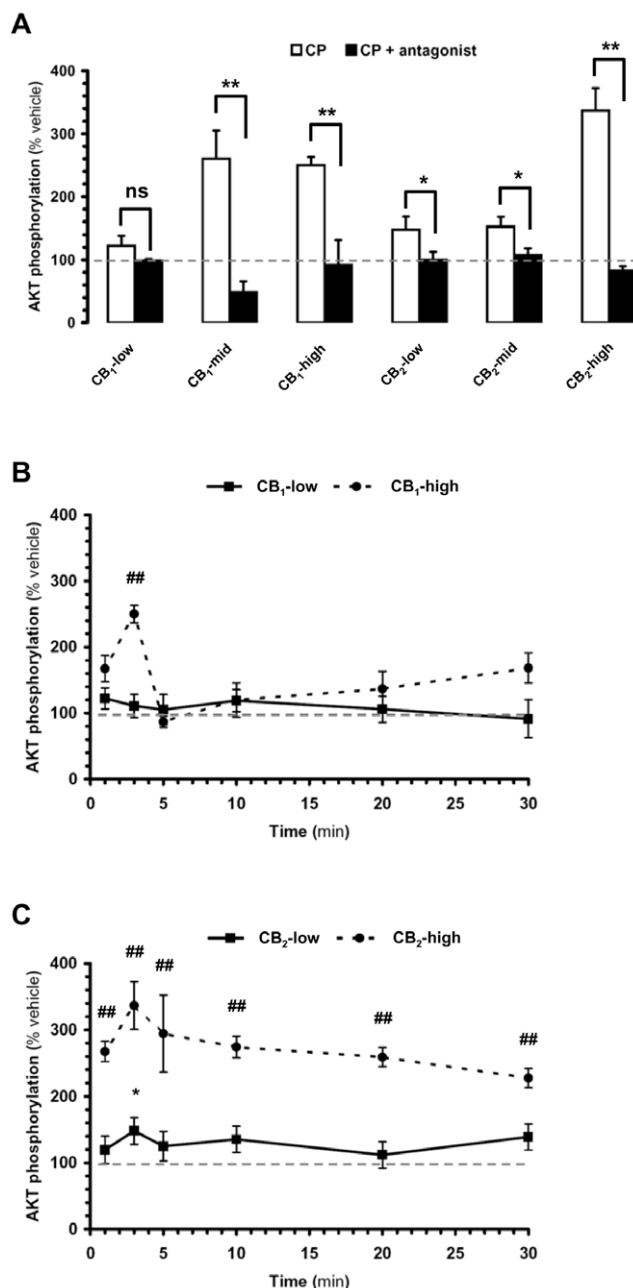 A
CP CP + antagonist
AKT phosphorylation (% vehicle)
400
300
200
100
0
ns
**
**
*
*
**
CB₁-low
CB₁-mid
CB₁-high
CB₂-low
CB₂-mid
CB₂-high
B
CB₁-low CB₁-high
AKT phosphorylation (% vehicle)
400
300
200
100
0
##
0 5 10 15 20 25 30
Time (min)
C
CB₂-low CB₂-high
AKT phosphorylation (% vehicle)
400
300
200
100
0
##
##
##
##
##
##
*
0 5 10 15 20 25 30
Time (min)